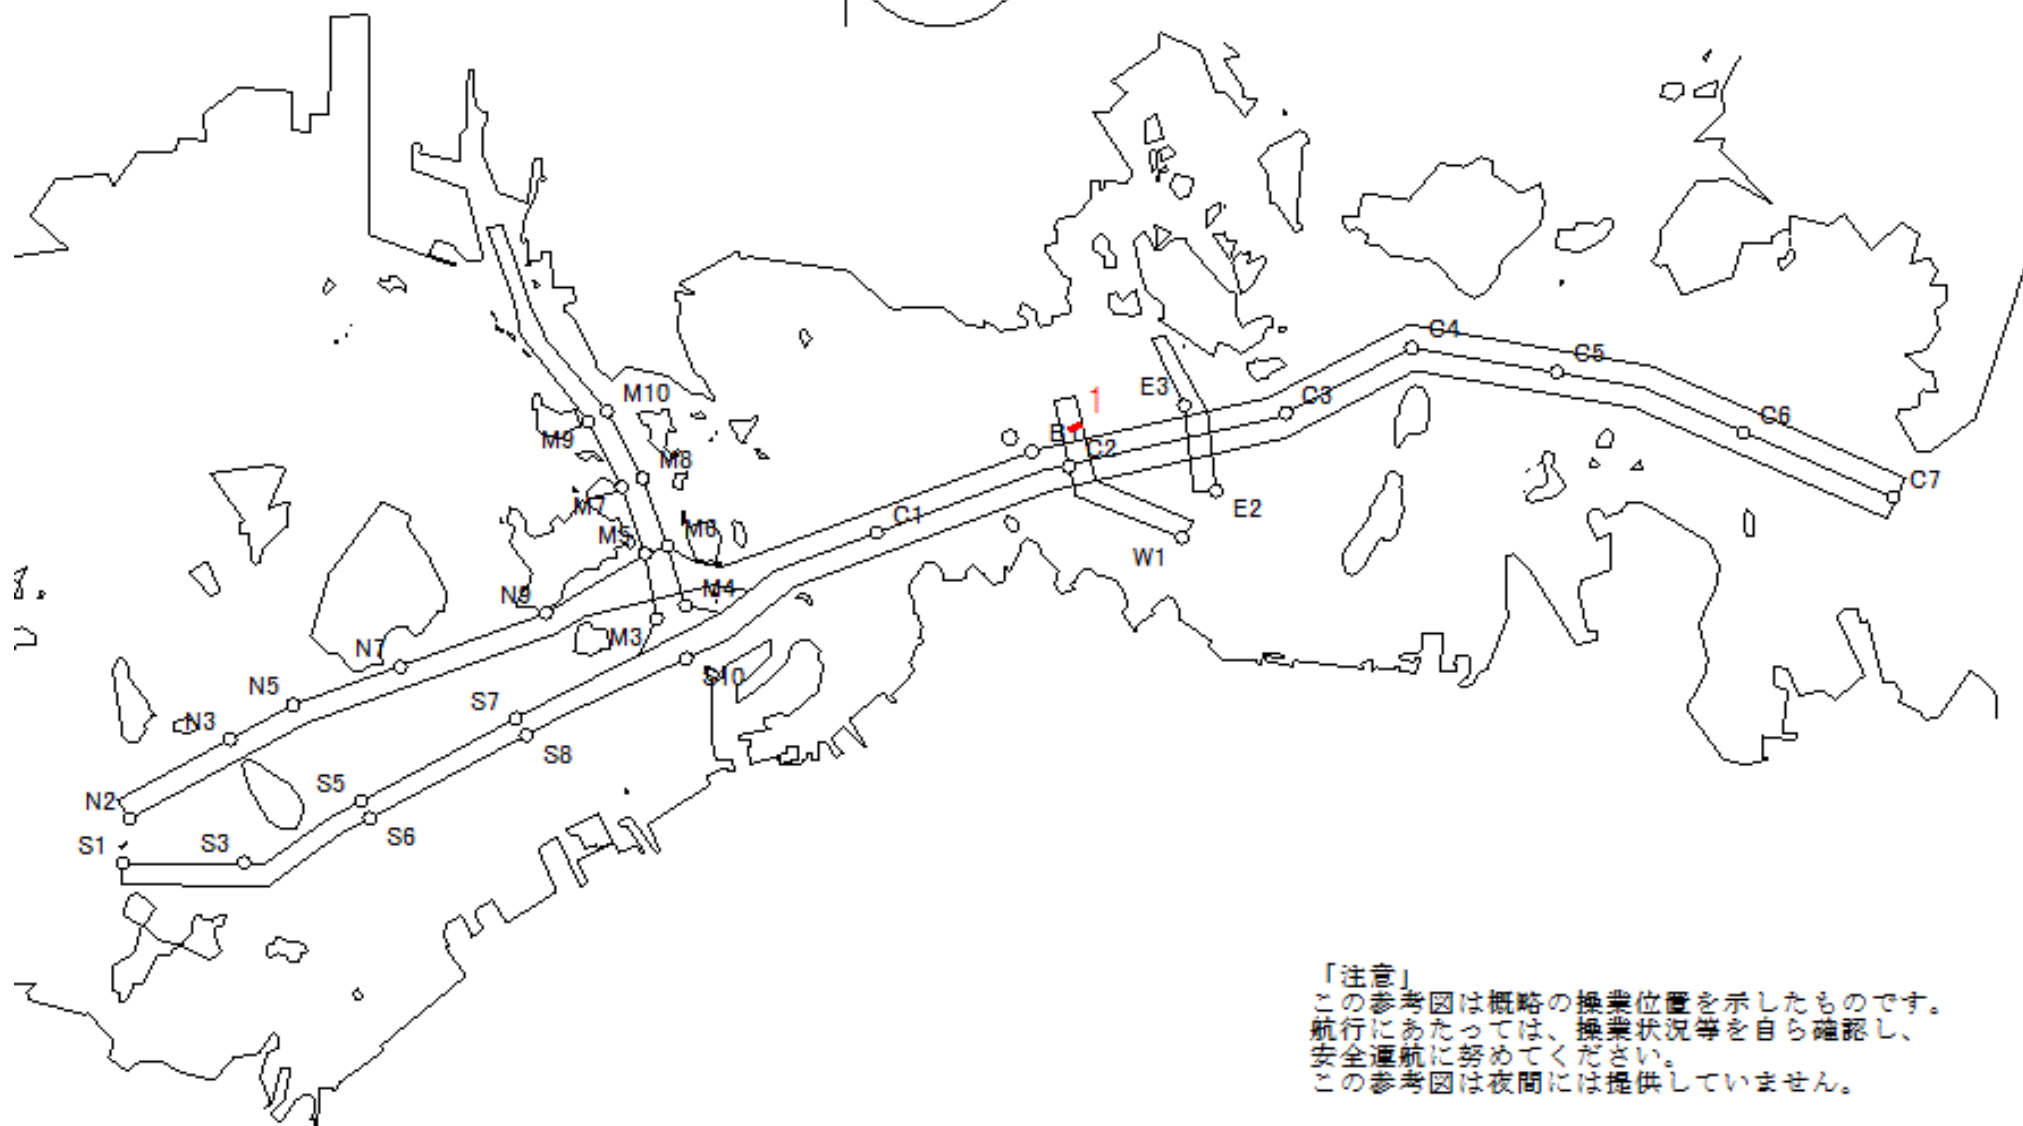 C4
C5
1
E3
M10
C3
C6
B1
M9
C2
M8
C7
M7
E2
C1
M6
M5
W1
N9
M4
M3
N7
S10
N5
S7
N3
S8
S5
N2
S6
S1
S3
「注意」
この参考図は概略の操業位置を示したものです。
航行にあたっては、操業状況等を自ら確認し、
安全運航に努めてください。
この参考図は夜間には提供していません。